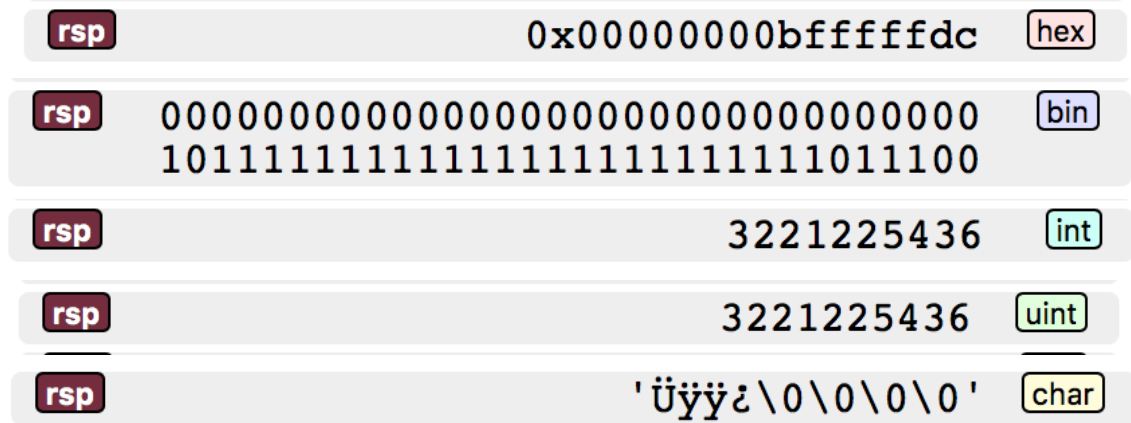 rsp 0x00000000bfffffdc hex
rsp 00000000000000000000000000000000 bin
10111111111111111111111111011100
rsp 3221225436 int
rsp 3221225436 uint
rsp 'Üÿÿ¿\0\0\0\0' char